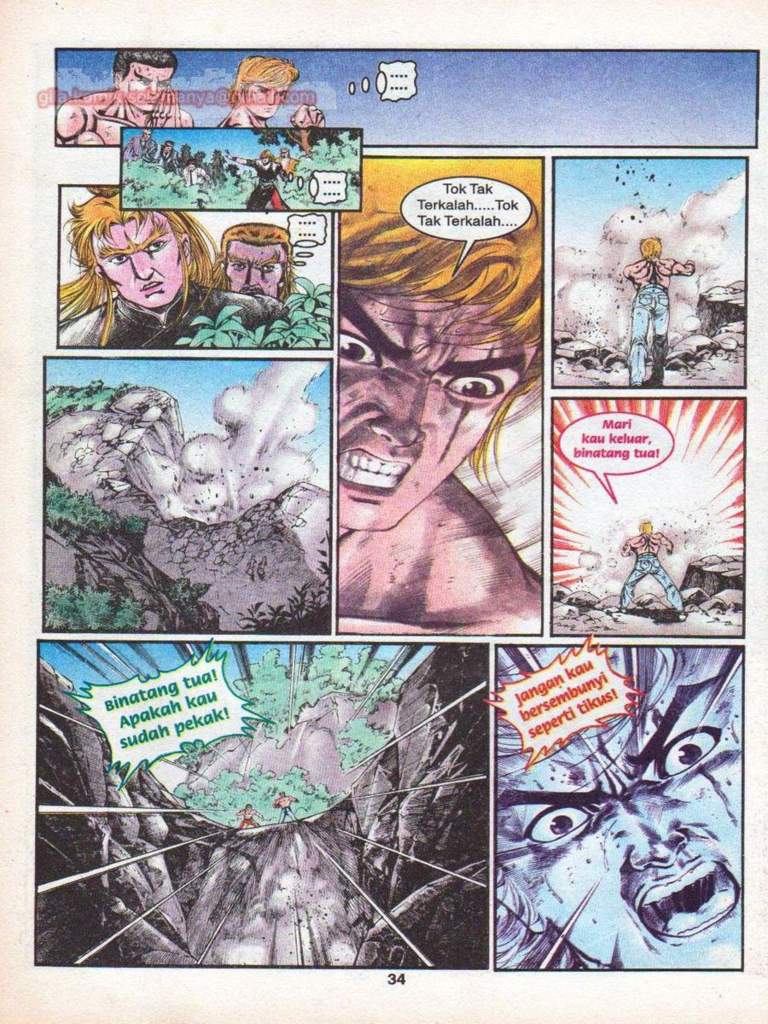 .....
.....
.....
Tok Tak
Terkalah.....Tok
Tak Terkalah....
Mari
kau keluar,
binatang tua!
Binatang tua!
Apakah kau
sudah pekak!
Jangan kau
bersembunyi
seperti tikus!
34